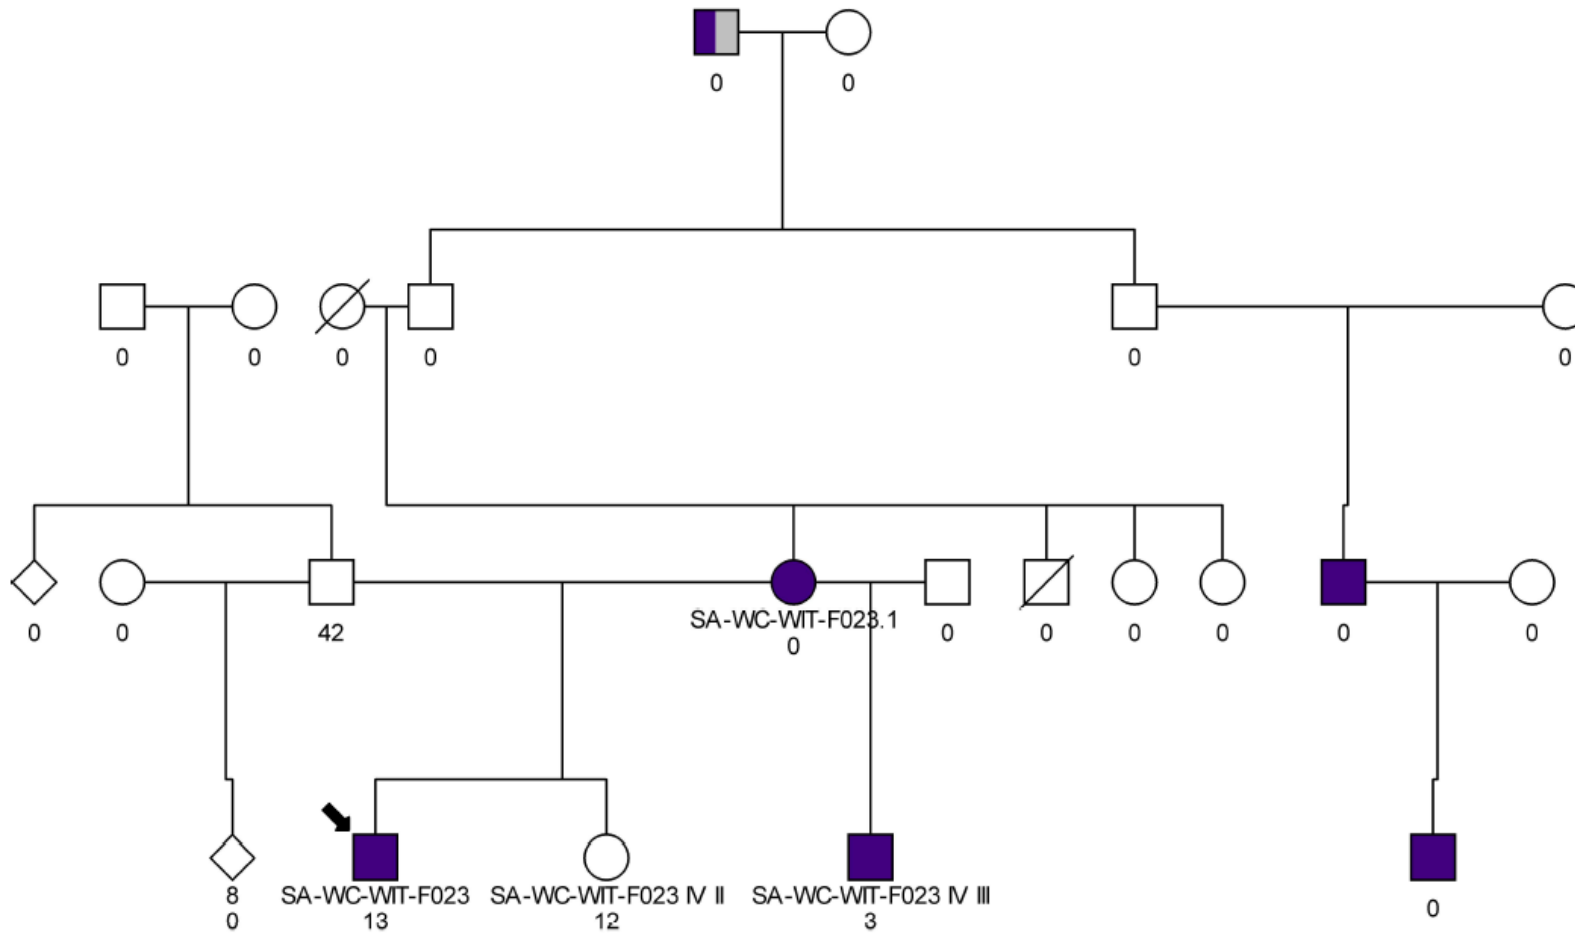 0 0
0 0 0 0 0 0
SA-WC-WIT-F023.1
0 0 42 0 0 0 0 0 0 0
SA-WC-WIT-F023 SA-WC-WIT-F023 IV II SA-WC-WIT-F023 IV III
8 13 12 3 0
0